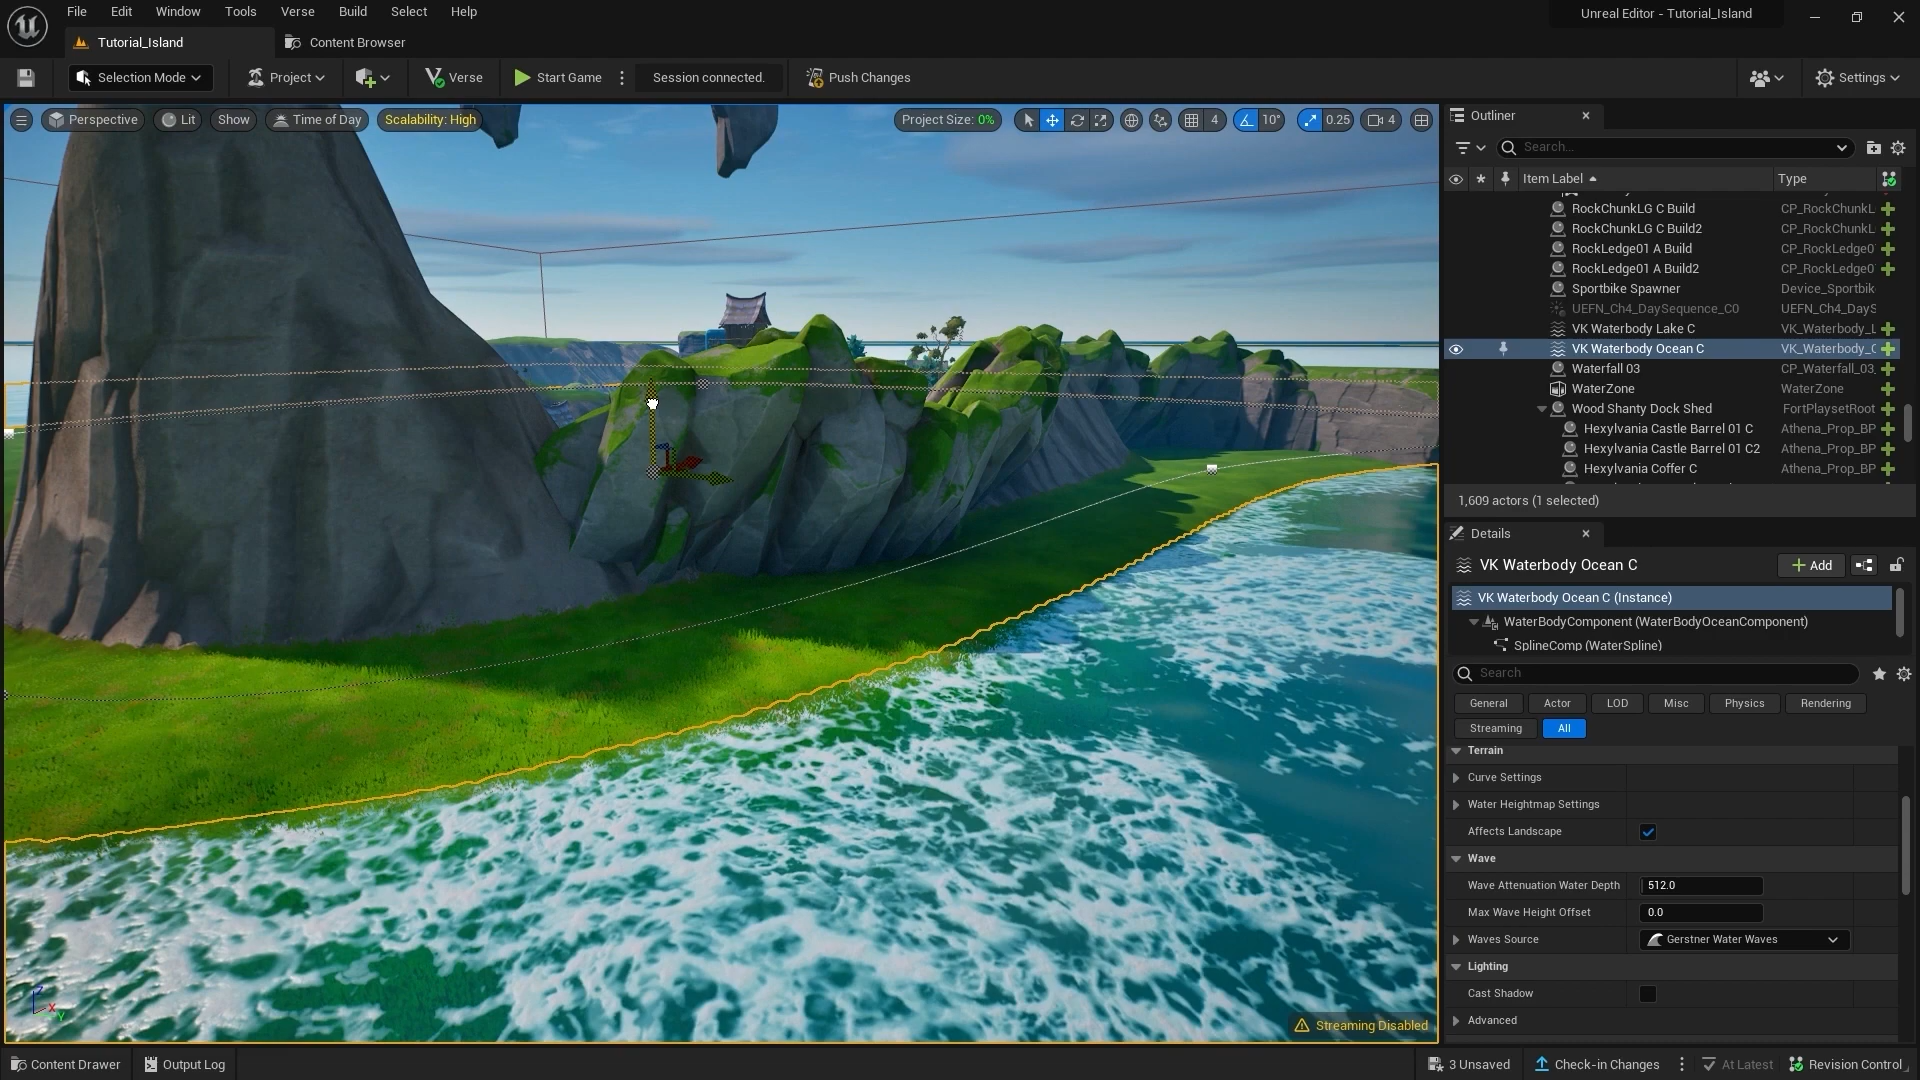 File Edit Window Tools Verse Build Select Help
Unreal Editor - Tutorial_Island
Tutorial_Island
Content Browser
Selection Mode
Project
Verse
Start Game
Session connected.
Push Changes
Settings
Perspective
Lit
Show
Time of Day
Scalability: High
Project Size: 0%
4
10°
0.25
4
Outliner
Search...
Item Label
Type
RockChunkLG C Build CP_RockChunkL
RockChunkLG C Build2 CP_RockChunkL
RockLedge01 A Build CP_RockLedge0
RockLedge01 A Build2 CP_RockLedge0
Sportbike Spawner Device_Sportbik
UEFN_Ch4_DaySequence_C0 UEFN_Ch4_DayS
VK Waterbody Lake C VK_Waterbody_L
VK Waterbody Ocean C VK_Waterbody_C
Waterfall 03 CP_Waterfall_03_
WaterZone WaterZone
Wood Shanty Dock Shed FortPlaysetRoot
Hexylvania Castle Barrel 01 C Athena_Prop_BP
Hexylvania Castle Barrel 01 C2 Athena_Prop_BP
Hexylvania Coffer C Athena_Prop_BP
1,609 actors (1 selected)
Details
VK Waterbody Ocean C
Add
VK Waterbody Ocean C (Instance)
WaterBodyComponent (WaterBodyOceanComponent)
SplineComp (WaterSpline)
Search
General Actor LOD Misc Physics Rendering
Streaming All
Terrain
Curve Settings
Water Heightmap Settings
Affects Landscape
Wave
Wave Attenuation Water Depth 512.0
Max Wave Height Offset 0.0
Waves Source Gerstner Water Waves
Lighting
Cast Shadow
Advanced
Z
X
Y
Streaming Disabled
Content Drawer
Output Log
3 Unsaved
Check-in Changes
At Latest
Revision Control